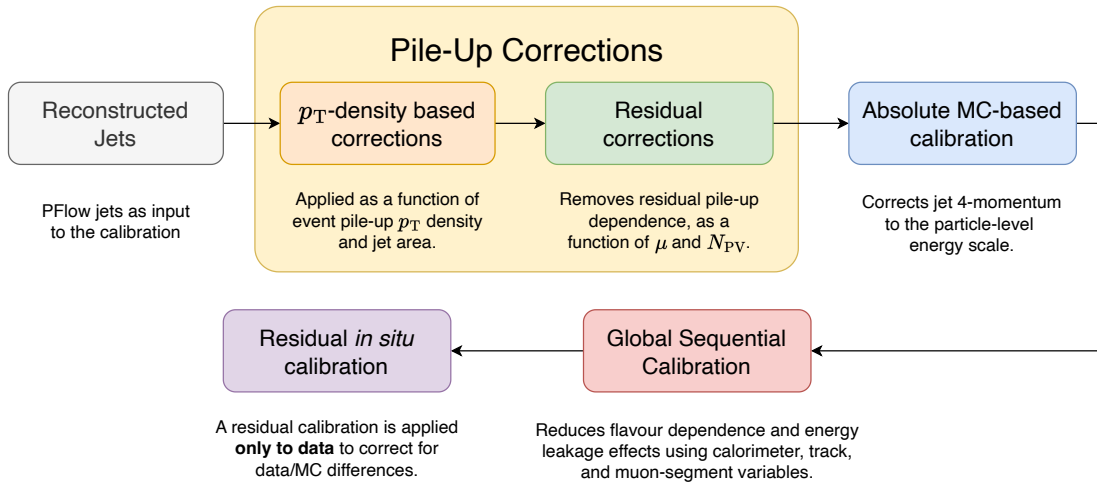 Pile-Up Corrections
Reconstructed
Jets
PFlow jets as input
to the calibration
pT-density based
corrections
Applied as a function of
event pile-up pT density
and jet area.
Residual
corrections
Removes residual pile-up
dependence, as a
function of μ and NPV.
Absolute MC-based
calibration
Corrects jet 4-momentum
to the particle-level
energy scale.
Global Sequential
Calibration
Reduces flavour dependence and energy
leakage effects using calorimeter, track,
and muon-segment variables.
Residual in situ
calibration
A residual calibration is applied
only to data to correct for
data/MC differences.